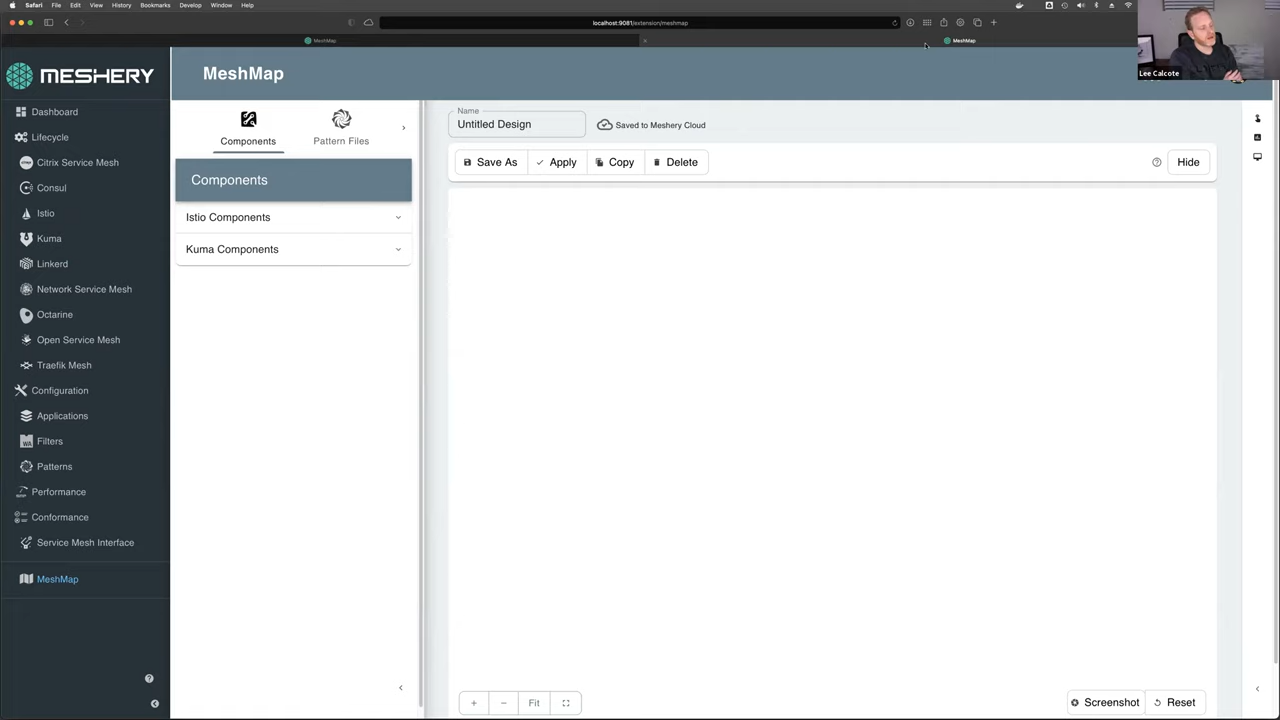 Safari File Edit View History Bookmarks Develop Window Help
localhost:9081/extension/meshmap
MeshMap
MeshMap
Lee Calcote
MESHERY
MeshMap
Dashboard
Lifecycle
Citrix Service Mesh
Consul
Istio
Kuma
Linkerd
Network Service Mesh
Octarine
Open Service Mesh
Traefik Mesh
Configuration
Applications
Filters
Patterns
Performance
Conformance
Service Mesh Interface
MeshMap
Components
Pattern Files
Components
Istio Components
Kuma Components
Name
Untitled Design
Saved to Meshery Cloud
Save As
Apply
Copy
Delete
Hide
Fit
Screenshot
Reset